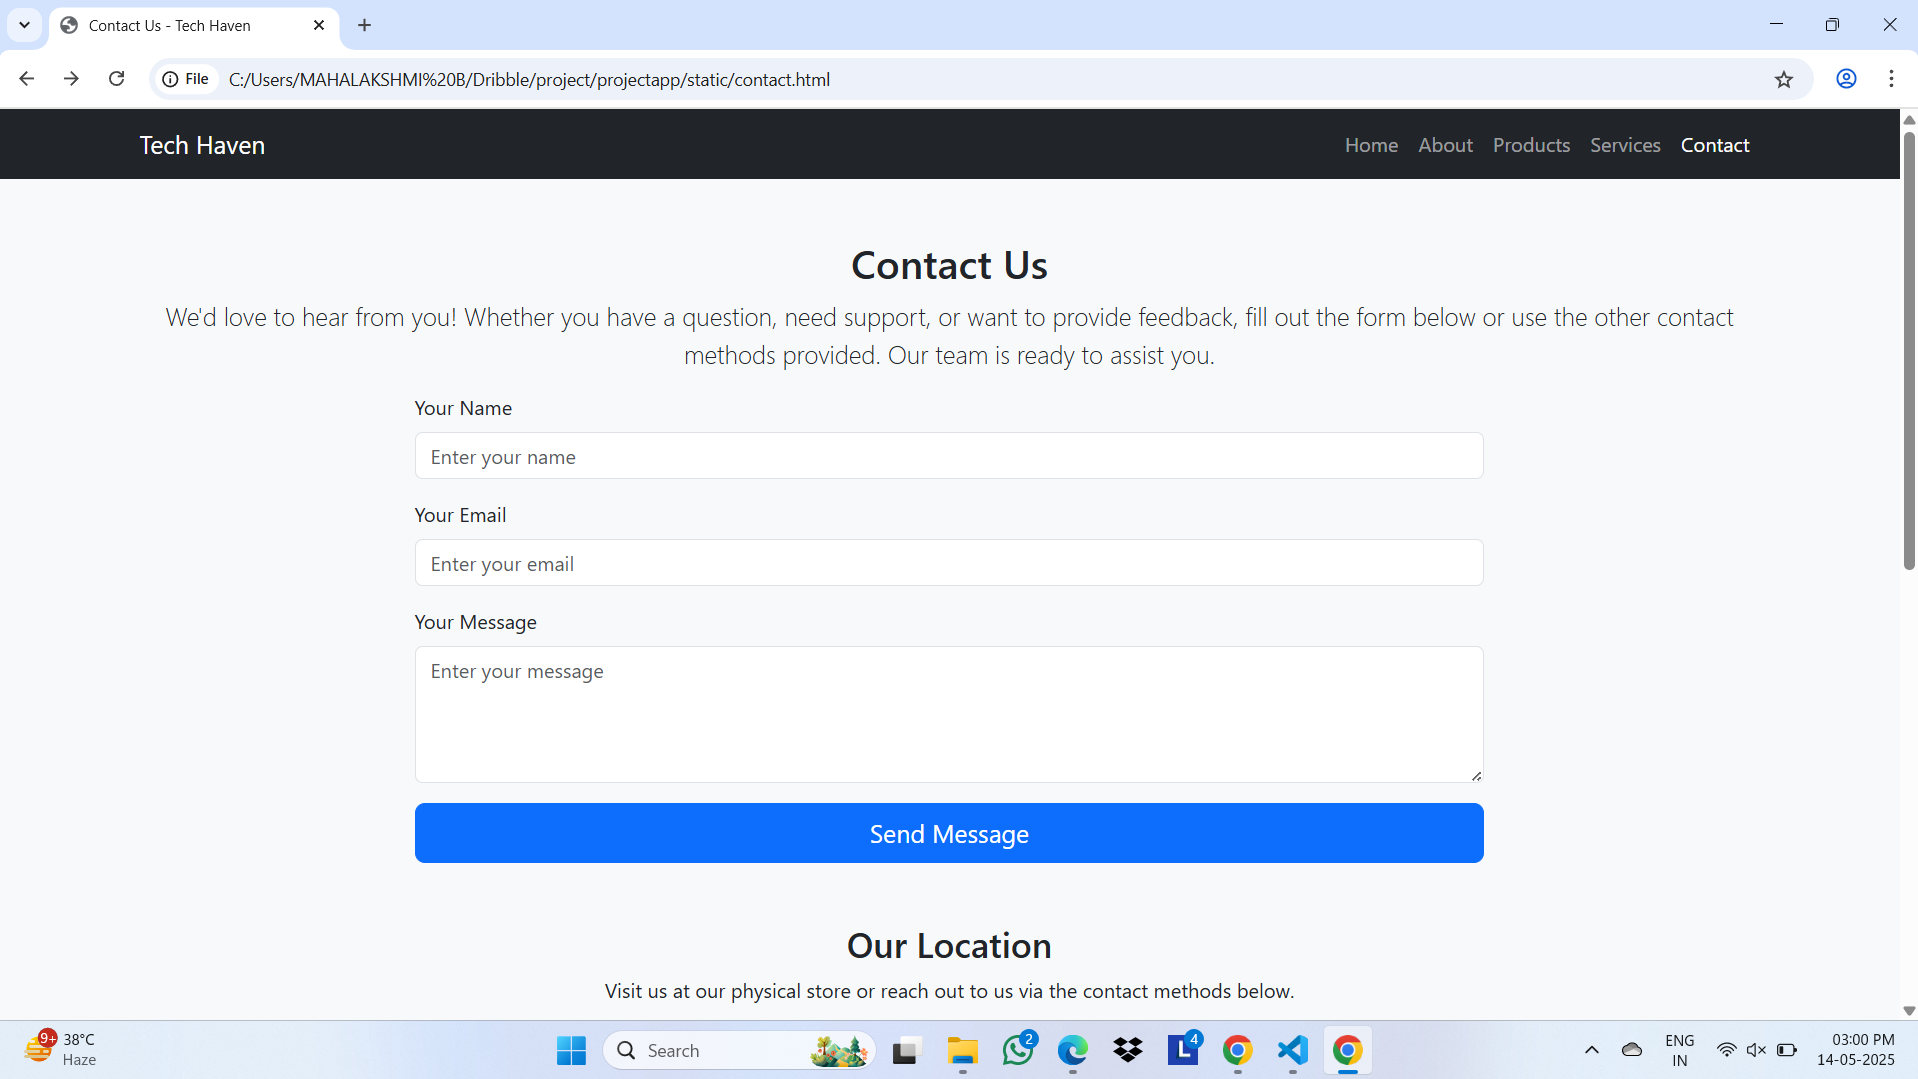 Contact Us - Tech Haven
File
C:/Users/MAHALAKSHMI%20B/Dribble/project/projectapp/static/contact.html
Tech Haven
Home About Products Services Contact
Contact Us
We'd love to hear from you! Whether you have a question, need support, or want to provide feedback, fill out the form below or use the other contact
methods provided. Our team is ready to assist you.
Your Name
Enter your name
Your Email
Enter your email
Your Message
Enter your message
Send Message
Our Location
Visit us at our physical store or reach out to us via the contact methods below.
9+
38°C
Haze
Search
2
L
4
ENG
IN
03:00 PM
14-05-2025